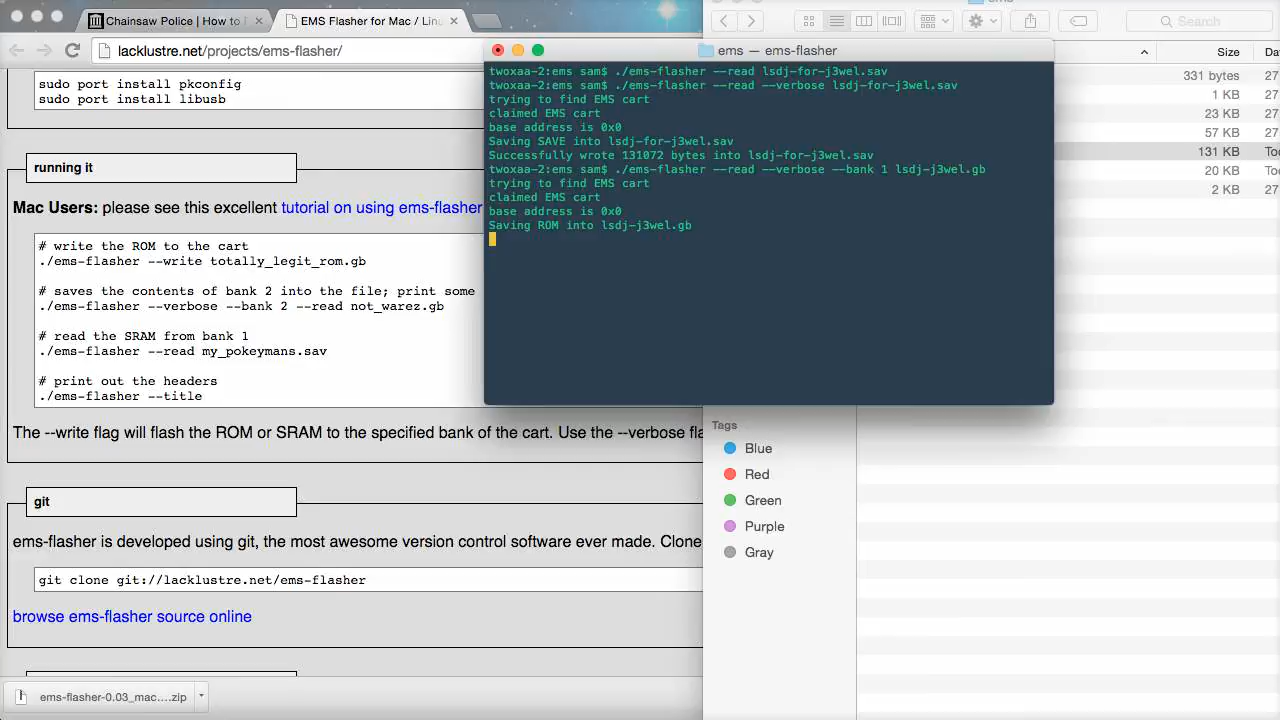 Chainsaw Police | How to
EMS Flasher for Mac / Linu
lacklustre.net/projects/ems-flasher/
sudo port install pkconfig
sudo port install libusb
running it
Mac Users: please see this excellent tutorial on using ems-flasher
# write the ROM to the cart
./ems-flasher --write totally_legit_rom.gb
# saves the contents of bank 2 into the file; print some
./ems-flasher --verbose --bank 2 --read not_warez.gb
# read the SRAM from bank 1
./ems-flasher --read my_pokeymans.sav
# print out the headers
./ems-flasher --title
The --write flag will flash the ROM or SRAM to the specified bank of the cart. Use the --verbose fla
git
ems-flasher is developed using git, the most awesome version control software ever made. Clone
git clone git://lacklustre.net/ems-flasher
browse ems-flasher source online
ems-flasher-0.03_mac....zip
ems — ems-flasher
twoxaa-2:ems sam$ ./ems-flasher --read lsdj-for-j3wel.sav
twoxaa-2:ems sam$ ./ems-flasher --read --verbose lsdj-for-j3wel.sav
trying to find EMS cart
claimed EMS cart
base address is 0x0
Saving SAVE into lsdj-for-j3wel.sav
Successfully wrote 131072 bytes into lsdj-for-j3wel.sav
twoxaa-2:ems sam$ ./ems-flasher --read --verbose --bank 1 lsdj-j3wel.gb
trying to find EMS cart
claimed EMS cart
base address is 0x0
Saving ROM into lsdj-j3wel.gb
ems
Search
Size Da
331 bytes 27
1 KB 27
23 KB 27
57 KB 27
131 KB Too
20 KB 27
2 KB 27
Tags
Blue
Red
Green
Purple
Gray